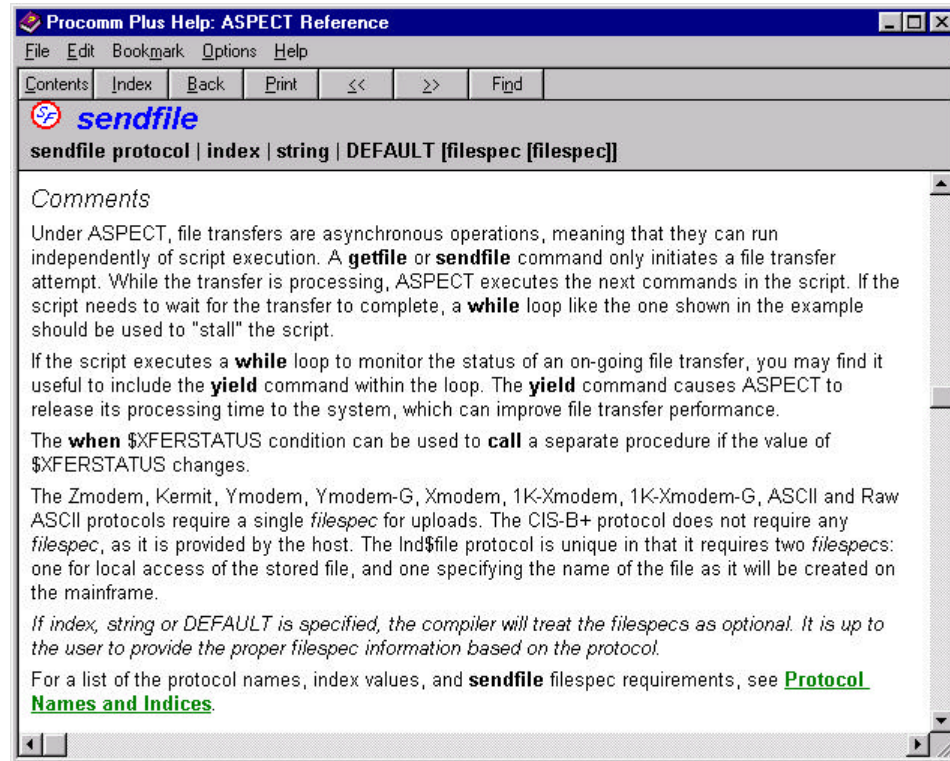 Procomm Plus Help: ASPECT Reference
File Edit Bookmark Options Help
Contents Index Back Print << >> Find
SF sendfile
sendfile protocol | index | string | DEFAULT [filespec [filespec]]
Comments
Under ASPECT, file transfers are asynchronous operations, meaning that they can run
independently of script execution. A getfile or sendfile command only initiates a file transfer
attempt. While the transfer is processing, ASPECT executes the next commands in the script. If the
script needs to wait for the transfer to complete, a while loop like the one shown in the example
should be used to "stall" the script.
If the script executes a while loop to monitor the status of an on-going file transfer, you may find it
useful to include the yield command within the loop. The yield command causes ASPECT to
release its processing time to the system, which can improve file transfer performance.
The when $XFERSTATUS condition can be used to call a separate procedure if the value of
$XFERSTATUS changes.
The Zmodem, Kermit, Ymodem, Ymodem-G, Xmodem, 1K-Xmodem, 1K-Xmodem-G, ASCII and Raw
ASCII protocols require a single filespec for uploads. The CIS-B+ protocol does not require any
filespec, as it is provided by the host. The Ind$file protocol is unique in that it requires two filespecs:
one for local access of the stored file, and one specifying the name of the file as it will be created on
the mainframe.
If index, string or DEFAULT is specified, the compiler will treat the filespecs as optional. It is up to
the user to provide the proper filespec information based on the protocol.
For a list of the protocol names, index values, and sendfile filespec requirements, see Protocol
Names and Indices.